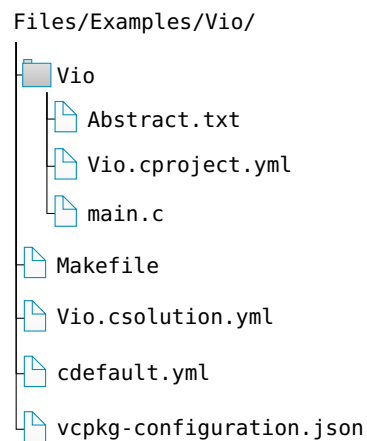 Files/Examples/Vio/
Vio
Abstract.txt
Vio.cproject.yml
main.c
Makefile
Vio.csolution.yml
cdefault.yml
vcpkg-configuration.json